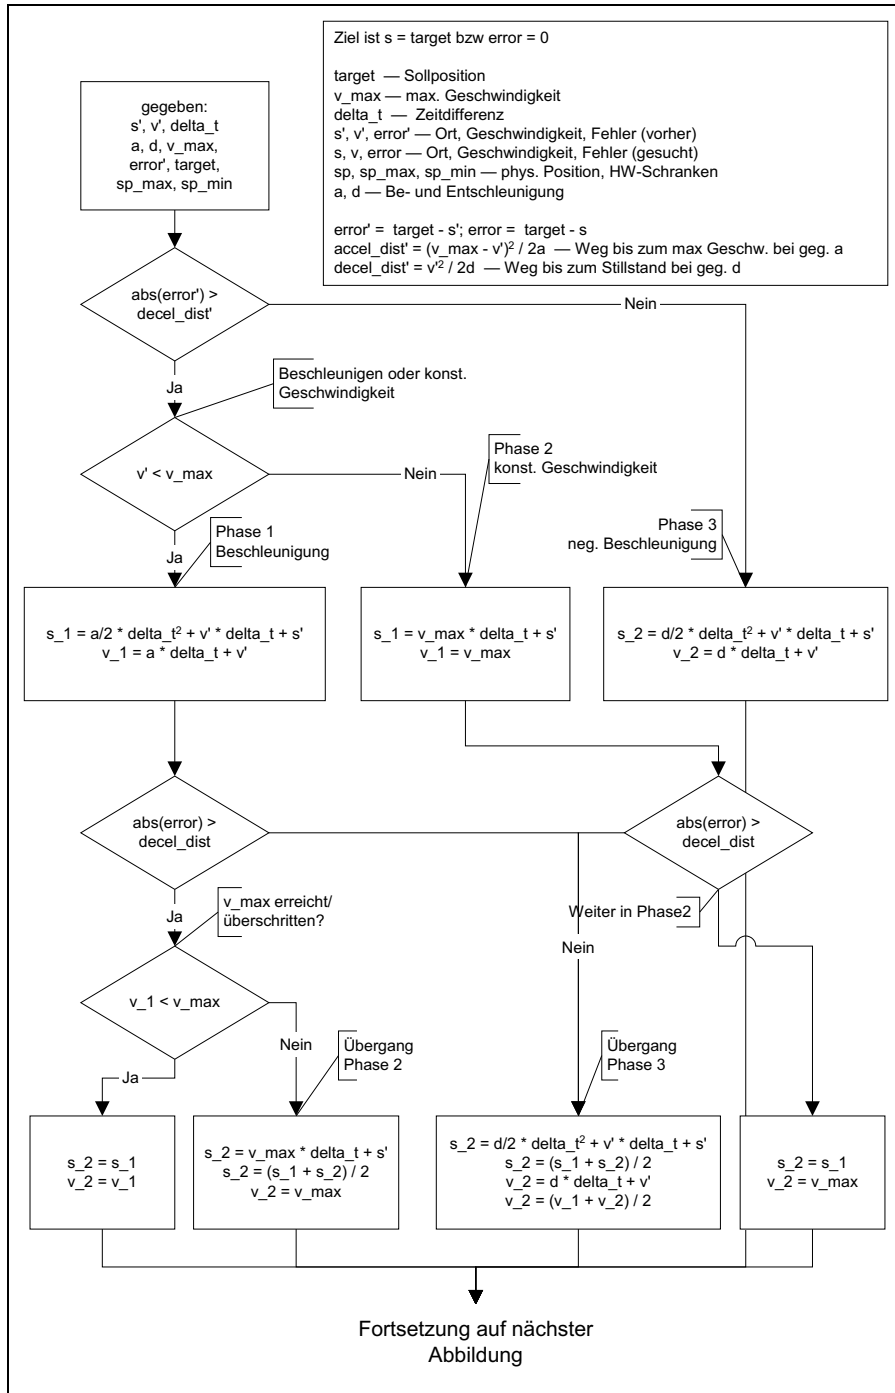 Ziel ist s = target bzw error = 0
target — Sollposition
v_max — max. Geschwindigkeit
delta_t — Zeitdifferenz
s', v', error' — Ort, Geschwindigkeit, Fehler (vorher)
s, v, error — Ort, Geschwindigkeit, Fehler (gesucht)
sp, sp_max, sp_min — phys. Position, HW-Schranken
a, d — Be- und Entschleunigung
error' = target - s'; error = target - s
accel_dist' = (v_max - v')² / 2a — Weg bis zum max Geschw. bei geg. a
decel_dist' = v'² / 2d — Weg bis zum Stillstand bei geg. d
gegeben:
s', v', delta_t
a, d, v_max,
error', target,
sp_max, sp_min
abs(error') >
decel_dist'
Nein
Ja
Beschleunigen oder konst.
Geschwindigkeit
v' < v_max
Nein
Phase 2
konst. Geschwindigkeit
Ja
Phase 1
Beschleunigung
Phase 3
neg. Beschleunigung
s_1 = a/2 * delta_t² + v' * delta_t + s'
v_1 = a * delta_t + v'
s_1 = v_max * delta_t + s'
v_1 = v_max
s_2 = d/2 * delta_t² + v' * delta_t + s'
v_2 = d * delta_t + v'
abs(error) >
decel_dist
abs(error) >
decel_dist
Ja
v_max erreicht/
überschritten?
Weiter in Phase2
Nein
v_1 < v_max
Ja
Nein
Übergang
Phase 2
Übergang
Phase 3
s_2 = s_1
v_2 = v_1
s_2 = v_max * delta_t + s'
s_2 = (s_1 + s_2) / 2
v_2 = v_max
s_2 = d/2 * delta_t² + v' * delta_t + s'
s_2 = (s_1 + s_2) / 2
v_2 = d * delta_t + v'
v_2 = (v_1 + v_2) / 2
s_2 = s_1
v_2 = v_max
Fortsetzung auf nächster
Abbildung